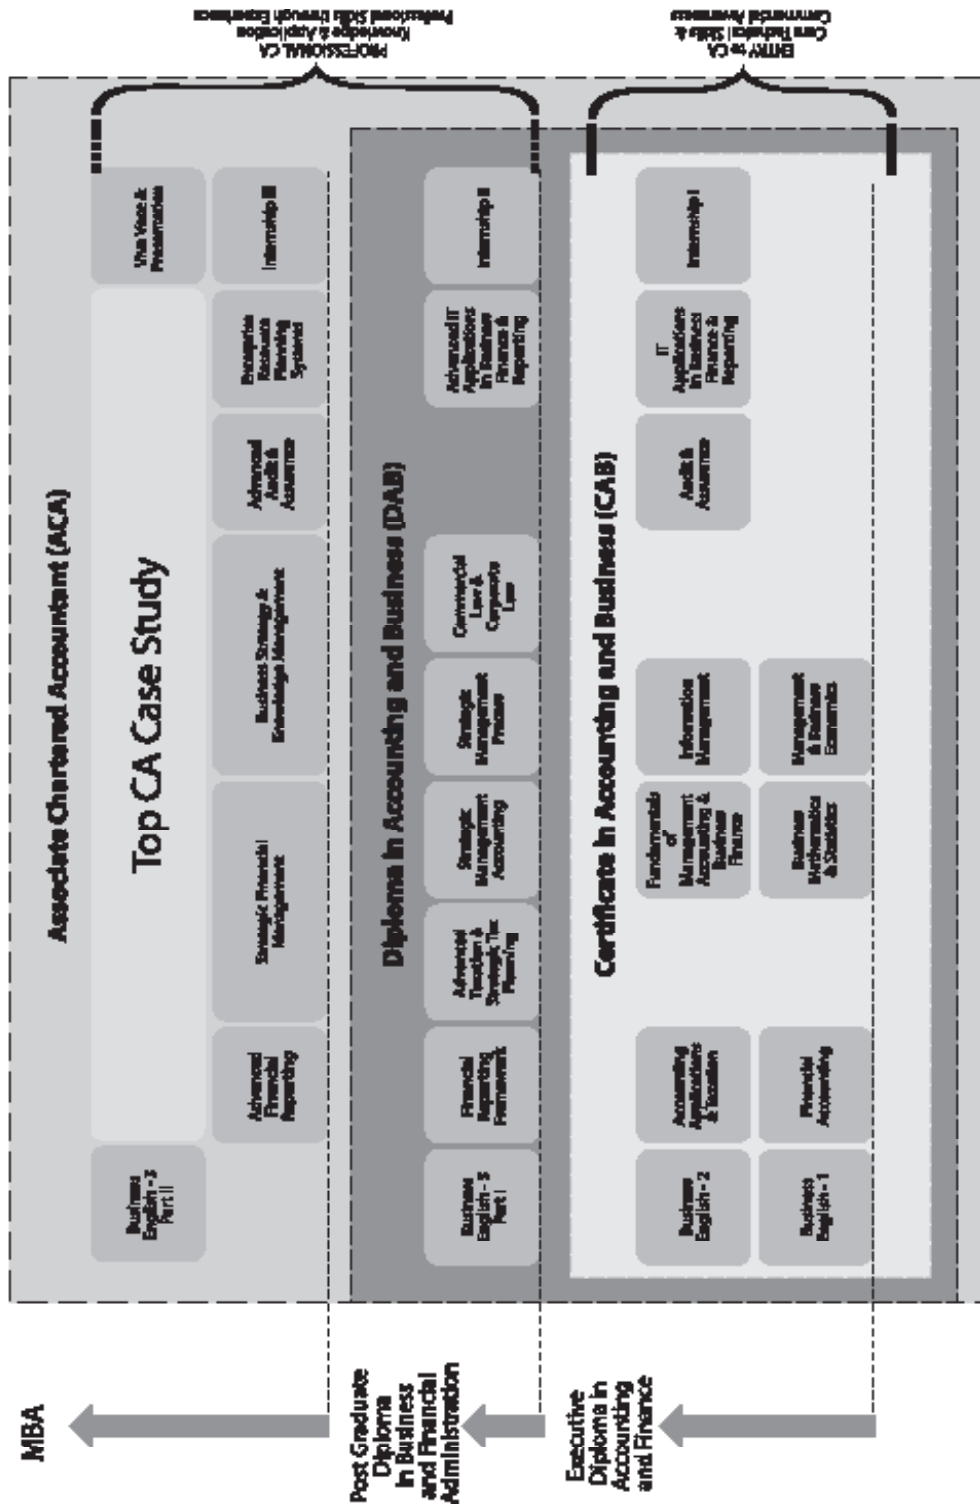 MBA
Post Graduate
Diploma
in Business
and Financial
Administration
Executive
Diploma in
Accounting
and Finance
Associate Chartered Accountant (ACA)
Business
English - 3
Part II
Top CA Case Study
Viva Voce &
Presentation
Advanced
Financial
Reporting
Strategic Financial
Management
Business Strategy &
Knowledge Management
Advanced
Audit &
Assurance
Enterprise
Resource
Planning
Systems
Internship III
Diploma in Accounting and Business (DAB)
Business
English - 3
Part I
Financial
Reporting
Framework
Advanced
Taxation &
Strategic Tax
Planning
Strategic
Management
Accounting
Strategic
Management
Process
Commercial
Law &
Corporate
Law
Advanced IT
Applications
in Business
Finance &
Reporting
Internship II
Certificate in Accounting and Business (CAB)
Business
English - 2
Accounting
Applications
& Taxation
Fundamentals
of
Management
Accounting &
Business
Finance
Information
Management
Audit &
Assurance
IT
Applications
in Business
Finance &
Reporting
Internship I
Business
English - 1
Financial
Accounting
Business
Mathematics
& Statistics
Management
& Business
Economics
PROFESSIONAL CA
Knowledge & Application
Professional Skills through Experience
ENTRY to CA
Core Technical Skills &
Commercial Awareness